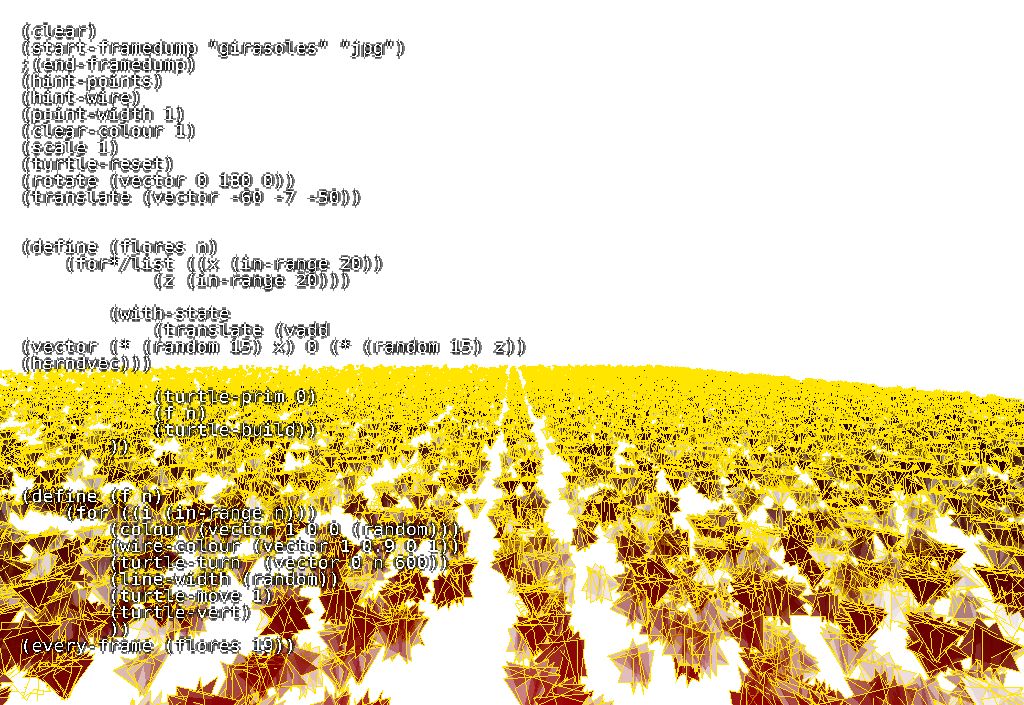 (clear)
(start-framedump "girasoles" "jpg")
;(end-framedump)
(hint-points)
(hint-wire)
(point-width 1)
(clear-colour 1)
(scale 1)
(turtle-reset)
(rotate (vector 0 180 0))
(translate (vector -60 -7 -50))
(define (flores n)
(for*/list ((x (in-range 20))
(z (in-range 20)))
(with-state
(translate (vadd
(vector (* (random 15) x) 0 (* (random 15) z))
(hsrndvec)))
(turtle-prim 0)
(f n)
(turtle-build))
))
(define (f n)
(for ((i (in-range n)))
(colour (vector 1 0 0 (random)))
(wire-colour (vector 1 0.9 0 1))
(turtle-turn  (vector 0 n 600))
(line-width (random))
(turtle-move 1)
(turtle-vert)
))
(every-frame (flores 19))